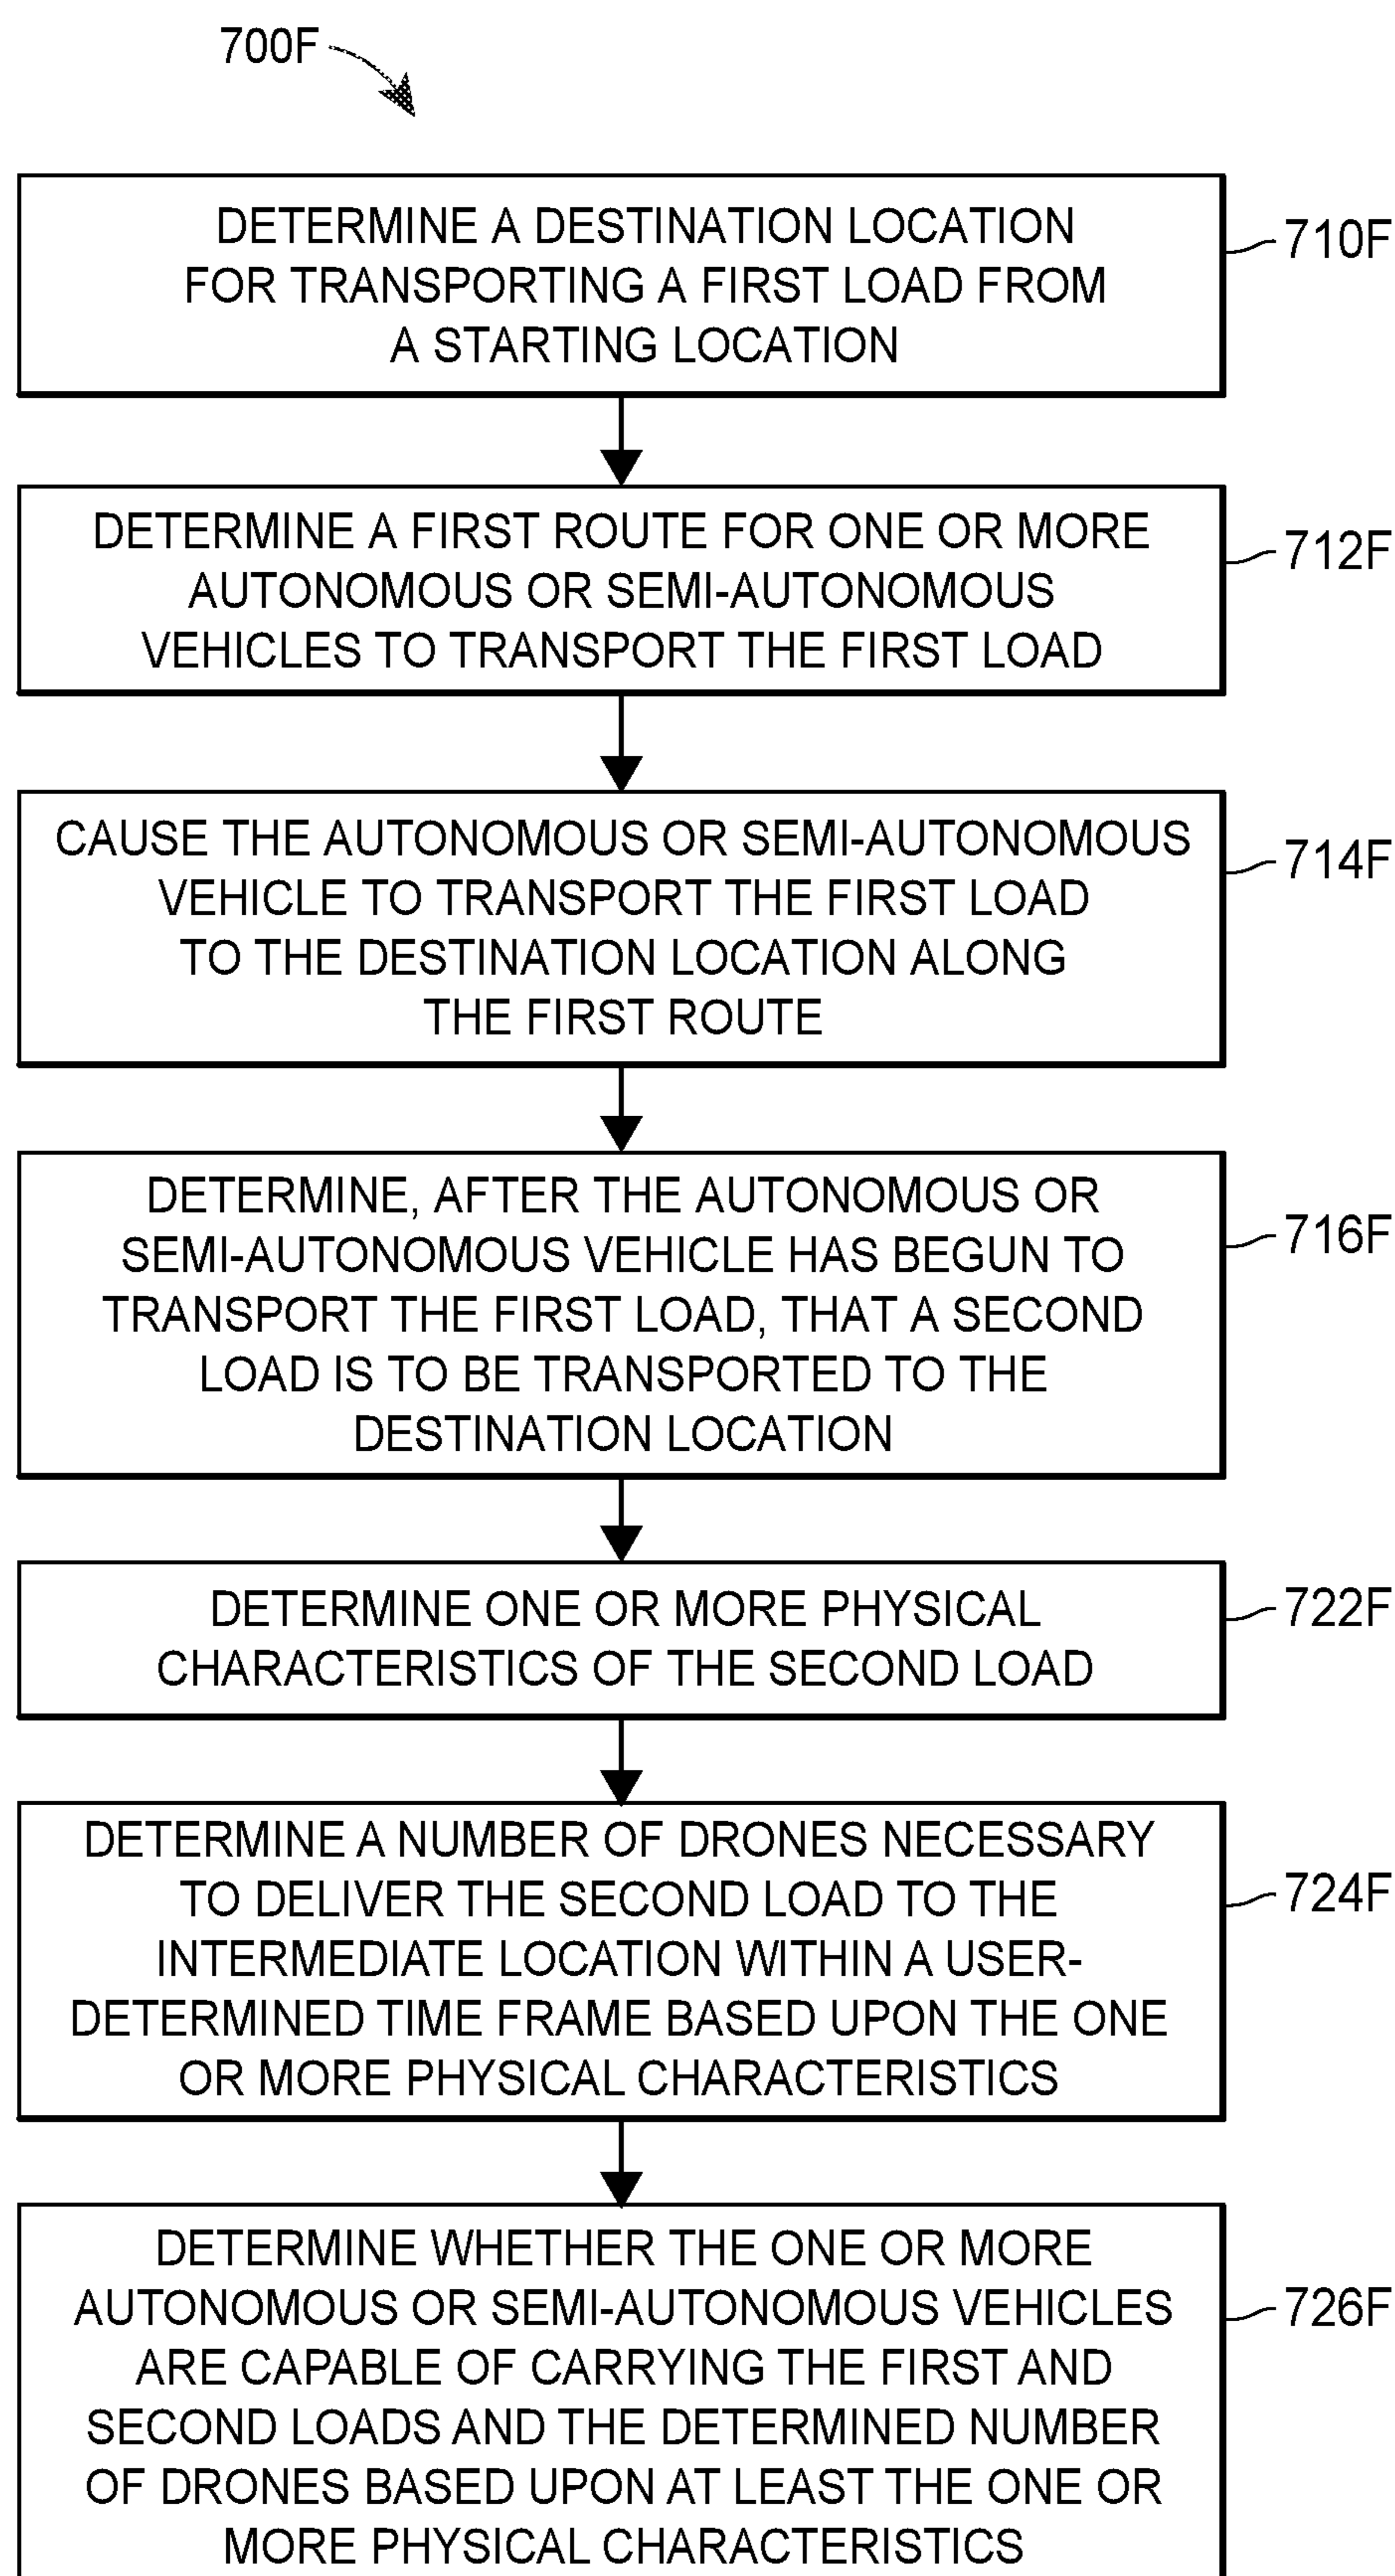 700F
DETERMINE A DESTINATION LOCATION
FOR TRANSPORTING A FIRST LOAD FROM
A STARTING LOCATION
710F
DETERMINE A FIRST ROUTE FOR ONE OR MORE
AUTONOMOUS OR SEMI-AUTONOMOUS
VEHICLES TO TRANSPORT THE FIRST LOAD
712F
CAUSE THE AUTONOMOUS OR SEMI-AUTONOMOUS
VEHICLE TO TRANSPORT THE FIRST LOAD
TO THE DESTINATION LOCATION ALONG
THE FIRST ROUTE
714F
DETERMINE, AFTER THE AUTONOMOUS OR
SEMI-AUTONOMOUS VEHICLE HAS BEGUN TO
TRANSPORT THE FIRST LOAD, THAT A SECOND
LOAD IS TO BE TRANSPORTED TO THE
DESTINATION LOCATION
716F
DETERMINE ONE OR MORE PHYSICAL
CHARACTERISTICS OF THE SECOND LOAD
722F
DETERMINE A NUMBER OF DRONES NECESSARY
TO DELIVER THE SECOND LOAD TO THE
INTERMEDIATE LOCATION WITHIN A USER-
DETERMINED TIME FRAME BASED UPON THE ONE
OR MORE PHYSICAL CHARACTERISTICS
724F
DETERMINE WHETHER THE ONE OR MORE
AUTONOMOUS OR SEMI-AUTONOMOUS VEHICLES
ARE CAPABLE OF CARRYING THE FIRST AND
SECOND LOADS AND THE DETERMINED NUMBER
OF DRONES BASED UPON AT LEAST THE ONE OR
MORE PHYSICAL CHARACTERISTICS
726F